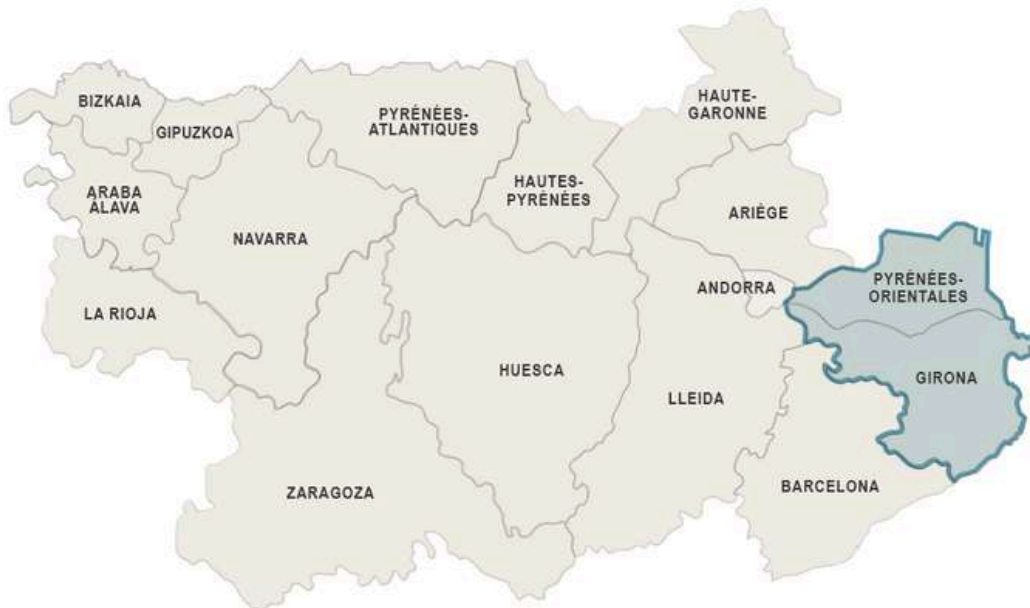 BIZKAIA
GIPUZKOA
PYRÉNÉES-
ATLANTIQUES
HAUTE-
GARONNE
HAUTES-
PYRÉNÉES
ARABA
ÁLAVA
ARIÈGE
NAVARRA
ANDORRA
PYRÉNÉES-
ORIENTALES
LA RIOJA
HUESCA
GIRONA
LLEIDA
ZARAGOZA
BARCELONA